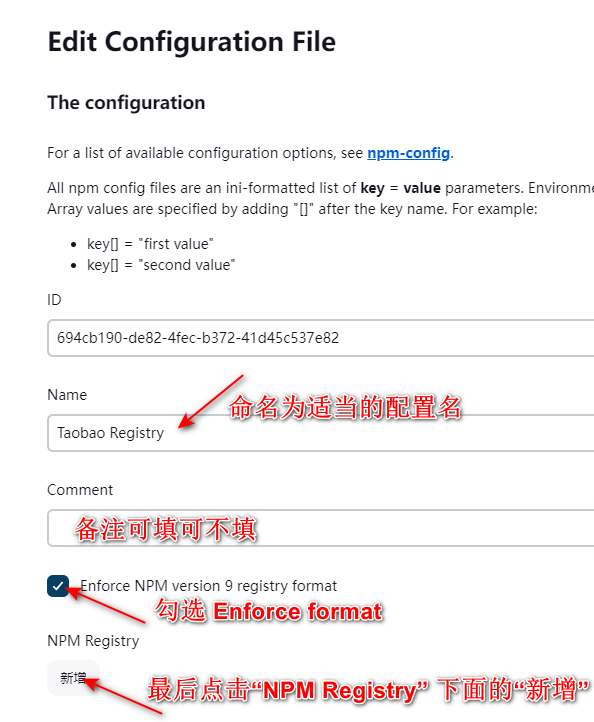 Edit Configuration File
The configuration
For a list of available configuration options, see npm-config.
All npm config files are an ini-formatted list of key = value parameters. Environme
Array values are specified by adding "[]" after the key name. For example:
key[] = "first value"
key[] = "second value"
ID
694cb190-de82-4fec-b372-41d45c537e82
Name
命名为适当的配置名
Taobao Registry
Comment
备注可填可不填
Enforce NPM version 9 registry format
勾选 Enforce format
NPM Registry
新增
最后点击“NPM Registry” 下面的“新增”